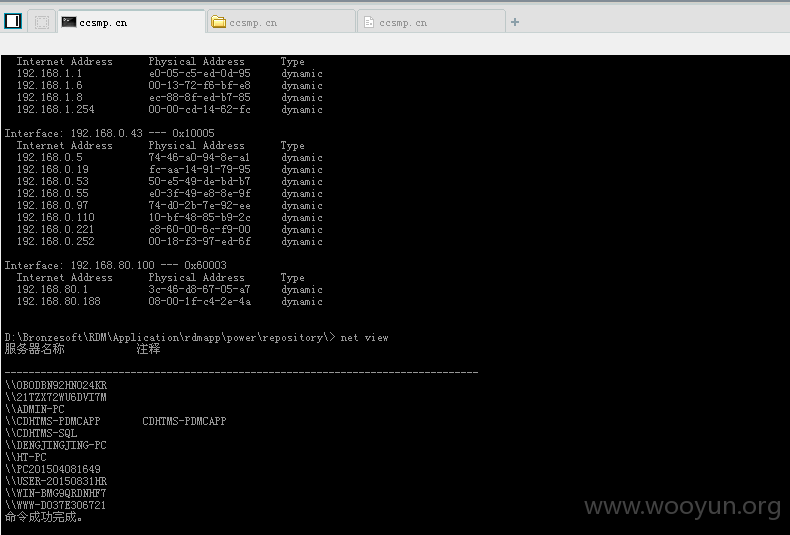 ccsmp.cn ccsmp.cn ccsmp.cn +
Internet Address Physical Address Type
192.168.1.1 e0-05-c5-ed-0d-95 dynamic
192.168.1.6 00-13-72-f6-bf-e8 dynamic
192.168.1.8 ec-88-8f-ed-b7-85 dynamic
192.168.1.254 00-00-cd-14-62-fc dynamic
Interface: 192.168.0.43 --- 0x10005
Internet Address Physical Address Type
192.168.0.5 74-46-a0-94-8e-a1 dynamic
192.168.0.19 fc-aa-14-91-79-95 dynamic
192.168.0.53 50-e5-49-de-bd-b7 dynamic
192.168.0.55 e0-3f-49-e8-8e-9f dynamic
192.168.0.97 74-d0-2b-7e-92-ee dynamic
192.168.0.110 10-bf-48-85-b9-2c dynamic
192.168.0.221 c8-60-00-6c-f9-00 dynamic
192.168.0.252 00-18-f3-97-ed-6f dynamic
Interface: 192.168.80.100 --- 0x60003
Internet Address Physical Address Type
192.168.80.1 3c-46-d8-67-05-a7 dynamic
192.168.80.188 08-00-1f-c4-2e-4a dynamic
D:\Bronzesoft\RDM\Application\rdmapp\power\repository\> net view
服务器名称 注释
-------------------------------------------------------------------------------
\\0BODBN92HNO24KR
\\21TZX72WU6DVI7M
\\ADMIN-PC
\\CDHTMS-PDMCAPP CDHTMS-PDMCAPP
\\CDHTMS-SQL
\\DENGJINGJING-PC
\\HT-PC
\\PC201504081649
\\USER-20150831HR
\\WIN-BMG9QRDNHF7
\\WWW-D037E306721
命令成功完成。
www.wooyun.org